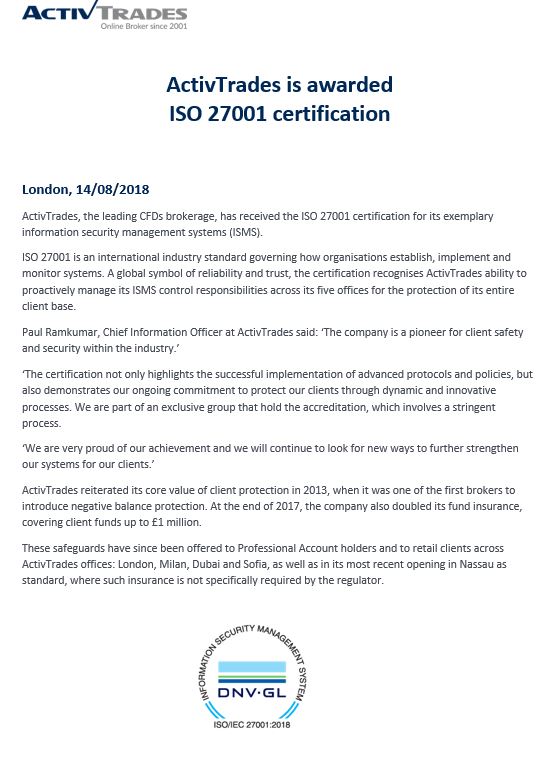 ACTIVTRADES
Online Broker since 2001
ActivTrades is awarded
ISO 27001 certification
London, 14/08/2018
ActivTrades, the leading CFDs brokerage, has received the ISO 27001 certification for its exemplary
information security management systems (ISMS).
ISO 27001 is an international industry standard governing how organisations establish, implement and
monitor systems. A global symbol of reliability and trust, the certification recognises ActivTrades ability to
proactively manage its ISMS control responsibilities across its five offices for the protection of its entire
client base.
Paul Ramkumar, Chief Information Officer at ActivTrades said: ‘The company is a pioneer for client safety
and security within the industry.’
‘The certification not only highlights the successful implementation of advanced protocols and policies, but
also demonstrates our ongoing commitment to protect our clients through dynamic and innovative
processes. We are part of an exclusive group that hold the accreditation, which involves a stringent
process.
‘We are very proud of our achievement and we will continue to look for new ways to further strengthen
our systems for our clients.’
ActivTrades reiterated its core value of client protection in 2013, when it was one of the first brokers to
introduce negative balance protection. At the end of 2017, the company also doubled its fund insurance,
covering client funds up to £1 million.
These safeguards have since been offered to Professional Account holders and to retail clients across
ActivTrades offices: London, Milan, Dubai and Sofia, as well as in its most recent opening in Nassau as
standard, where such insurance is not specifically required by the regulator.
INFORMATION SECURITY MANAGEMENT SYSTEM
DNV·GL
ISO/IEC 27001:2018